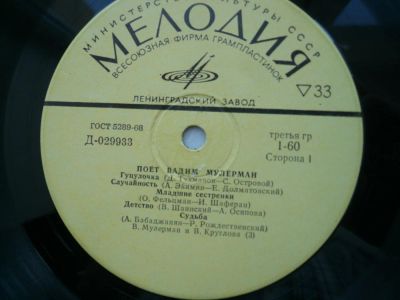 МИНИСТЕРСТВО КУЛЬТУРЫ СССР
МЕЛОДИЯ
ВСЕСОЮЗНАЯ ФИРМА ГРАМПЛАСТИНОК
33
ЛЕНИНГРАДСКИЙ ЗАВОД
ГОСТ 5289-68
Д-029933
третья гр
1-60
Сторона 1
ПОЕТ ВАДИМ МУЛЕРМАН
Гуцулочка (Д. Тухманов—С. Островой)
Случайность (А. Экимян—Е. Долматовский)
Младшие сестренки
(О. Фельцман—И. Шаферан)
Детство (В. Шаинский—А. Осипова)
Судьба
(А. Бабаджанян—Р. Рождественский)
В. Мулерман и В. Круглова (3)